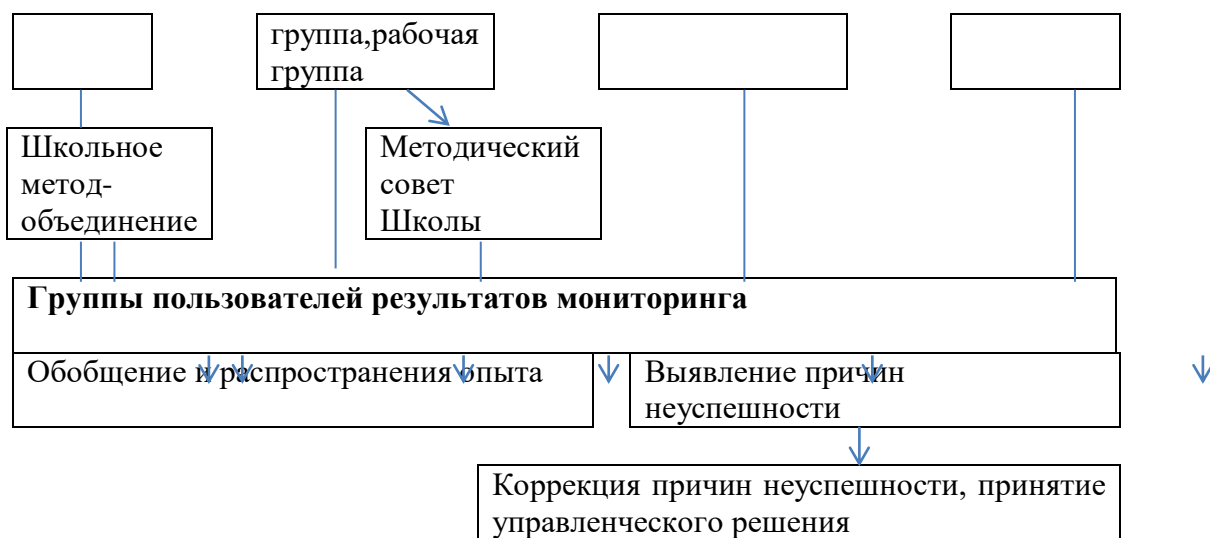 группа,рабочая
группа
Школьное
метод-
объединение
Методический
совет
Школы
Группы пользователей результатов мониторинга
Обобщение и распространения опыта
Выявление причин
неуспешности
Коррекция причин неуспешности, принятие
управленческого решения